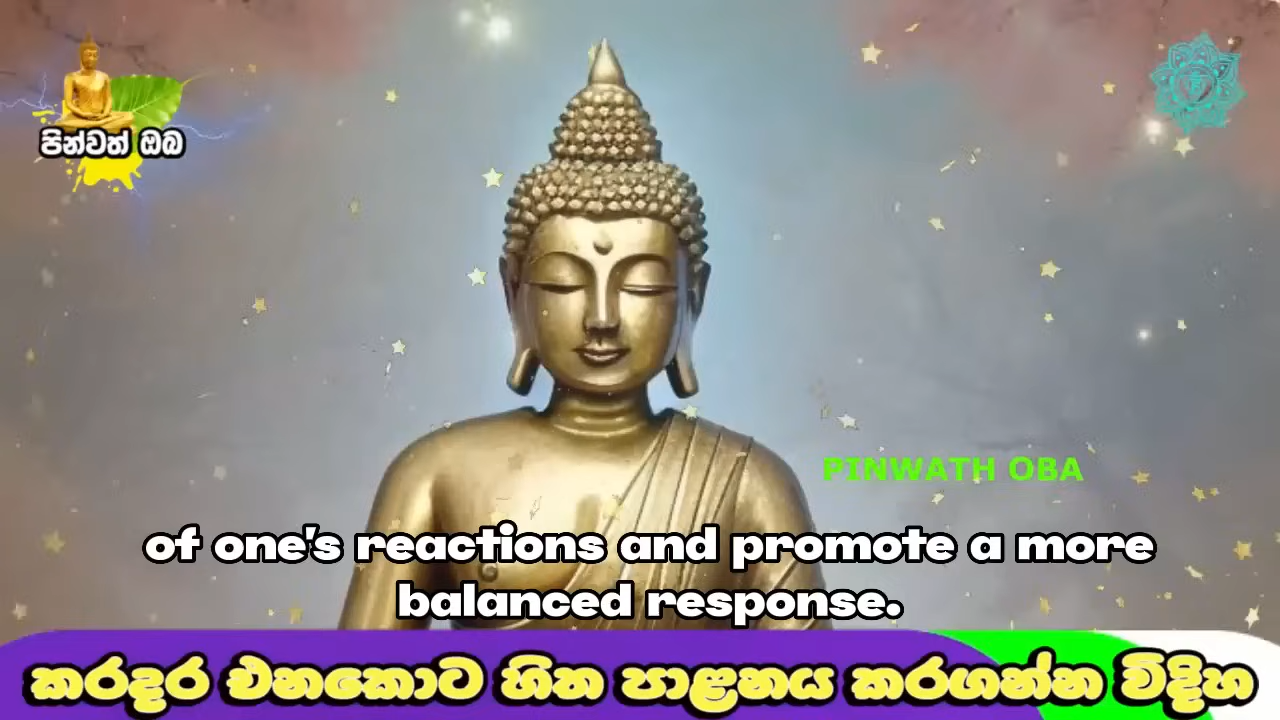 පින්වත් ඔබ
PINWATH OBA
of one's reactions and promote a more
balanced response.
කරදර එනකොට හිත පාළනය කරගන්න විදිහ